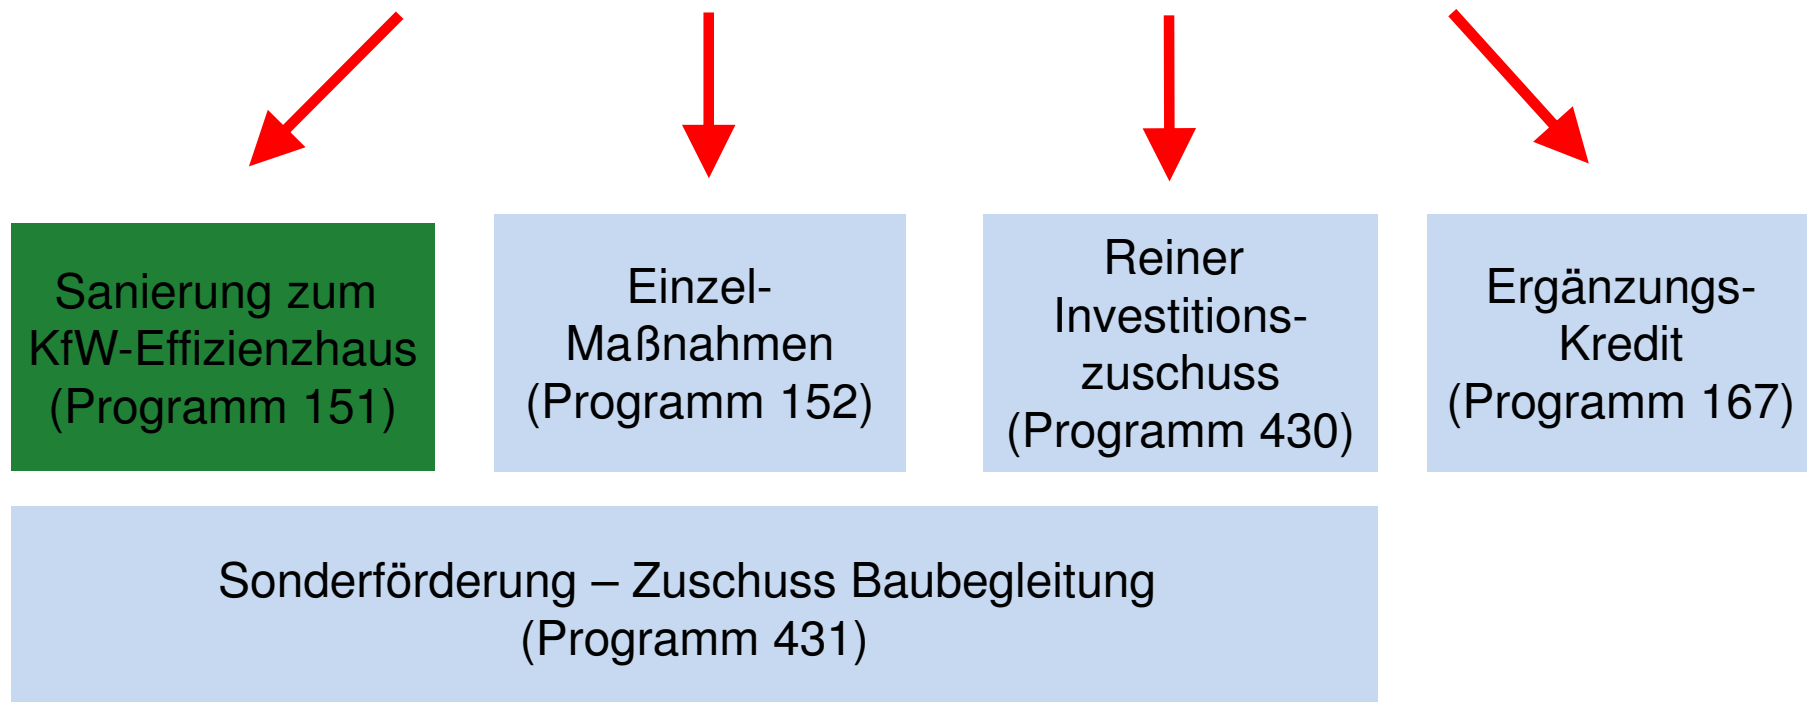 Sanierung zum
KfW-Effizienzhaus
(Programm 151)
Einzel-
Maßnahmen
(Programm 152)
Reiner
Investitions-
zuschuss
(Programm 430)
Ergänzungs-
Kredit
(Programm 167)
Sonderförderung – Zuschuss Baubegleitung
(Programm 431)